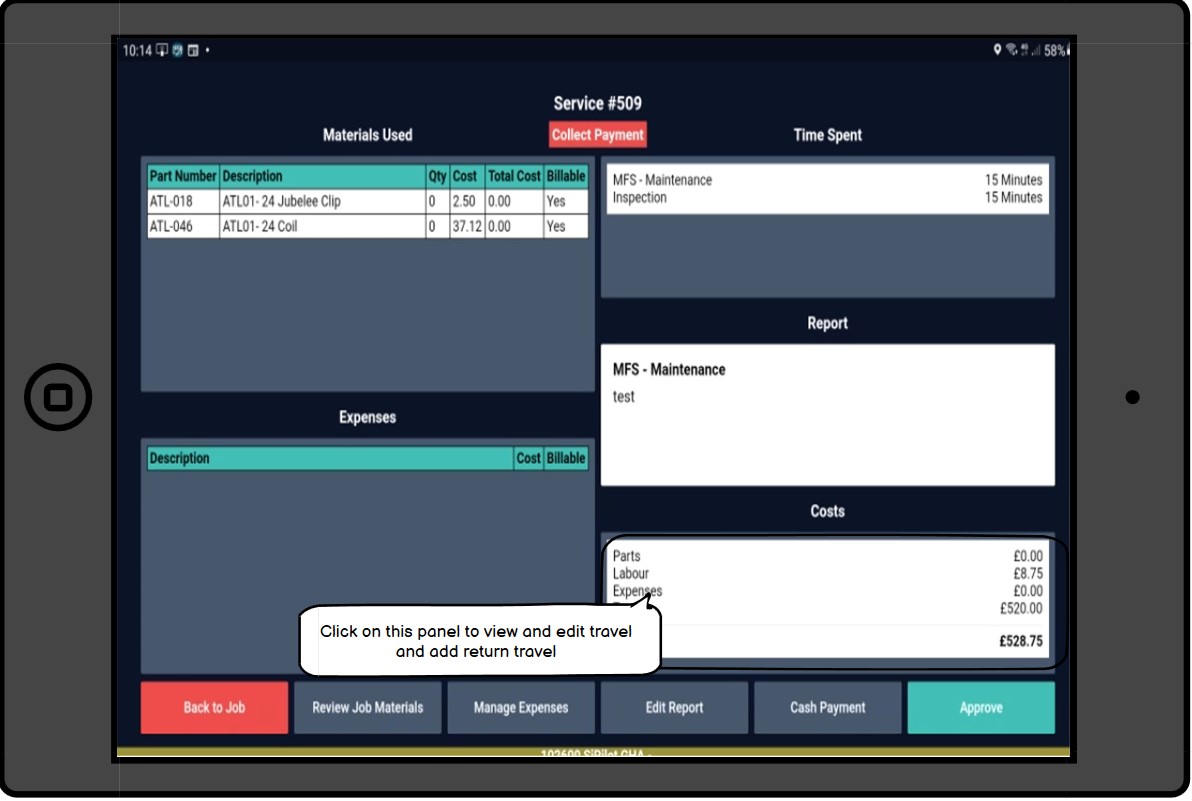 10:14
58%
Service #509
Materials Used
Collect Payment
Time Spent
Part Number Description Qty Cost Total Cost Billable
ATL-018 ATL01- 24 Jubelee Clip 0 2.50 0.00 Yes
ATL-046 ATL01- 24 Coil 0 37.12 0.00 Yes
MFS - Maintenance 15 Minutes
Inspection 15 Minutes
Report
MFS - Maintenance
test
Expenses
Description Cost Billable
Costs
Parts £0.00
Labour £8.75
Expenses £0.00
£520.00
£528.75
Click on this panel to view and edit travel
and add return travel
Back to Job Review Job Materials Manage Expenses Edit Report Cash Payment Approve